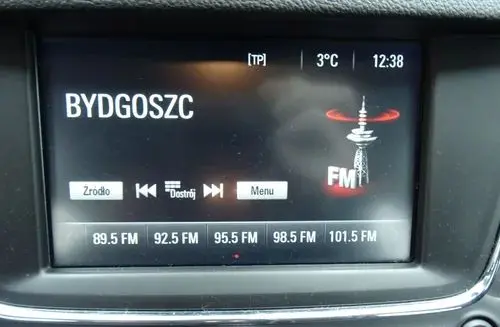 [TP] 3°C 12:38
BYDGOSZC
FM
Źródło Dostrój Menu
89.5 FM 92.5 FM 95.5 FM 98.5 FM 101.5 FM